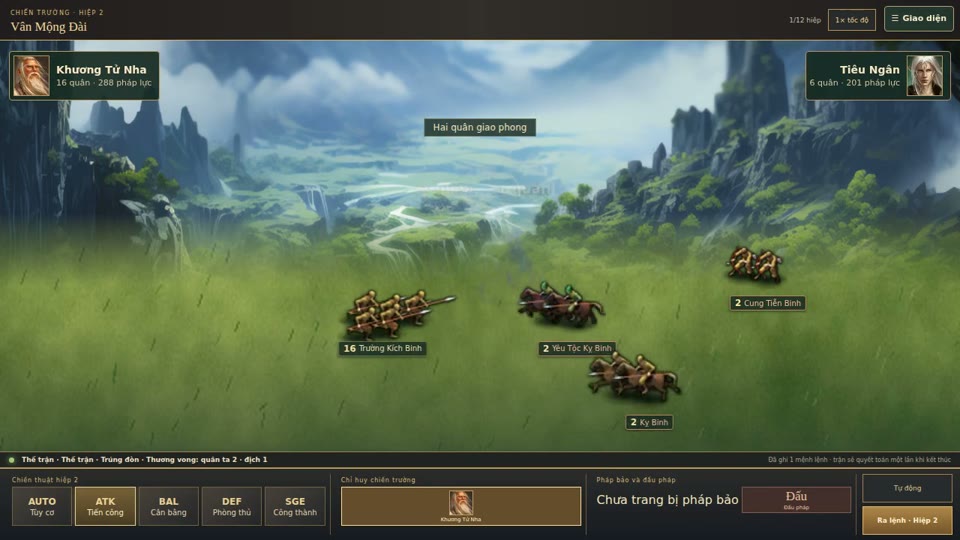 CHIẾN TRƯỜNG · HIỆP 2
Vân Mộng Đài
1/12 hiệp
1× tốc độ
☰ Giao diện
Khương Tử Nha
16 quân · 288 pháp lực
Tiêu Ngân
6 quân · 201 pháp lực
Hai quân giao phong
2 Cung Tiễn Binh
16 Trường Kích Binh
2 Yêu Tộc Kỵ Binh
2 Kỵ Binh
Thế trận · Thế trận · Trúng đòn · Thương vong: quân ta 2 · địch 1
Đã ghi 1 mệnh lệnh · trận sẽ quyết toán một lần khi kết thúc
Chiến thuật hiệp 2
AUTO
Tùy cơ
ATK
Tiến công
BAL
Cân bằng
DEF
Phòng thủ
SGE
Công thành
Chỉ huy chiến trường
Khương Tử Nha
Pháp bảo và đấu pháp
Chưa trang bị pháp bảo
Đấu
Đấu pháp
Tự động
Ra lệnh · Hiệp 2